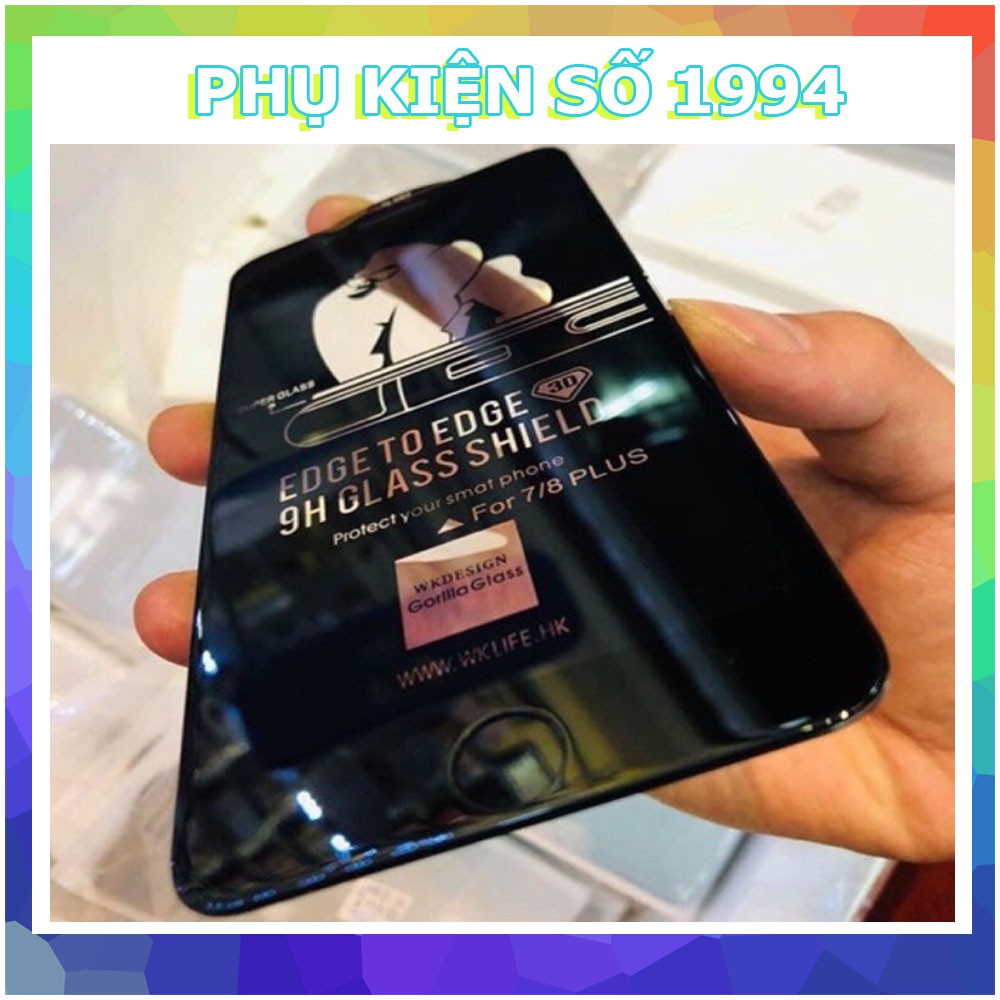 PHỤ KIỆN SỐ 1994
SUPER GLASS
3D
EDGE TO EDGE
9H GLASS SHIELD
Protect your smat phone
For 7/8 PLUS
WKDESIGN
Gorilla Glass
WWW.WKLIFE.HK